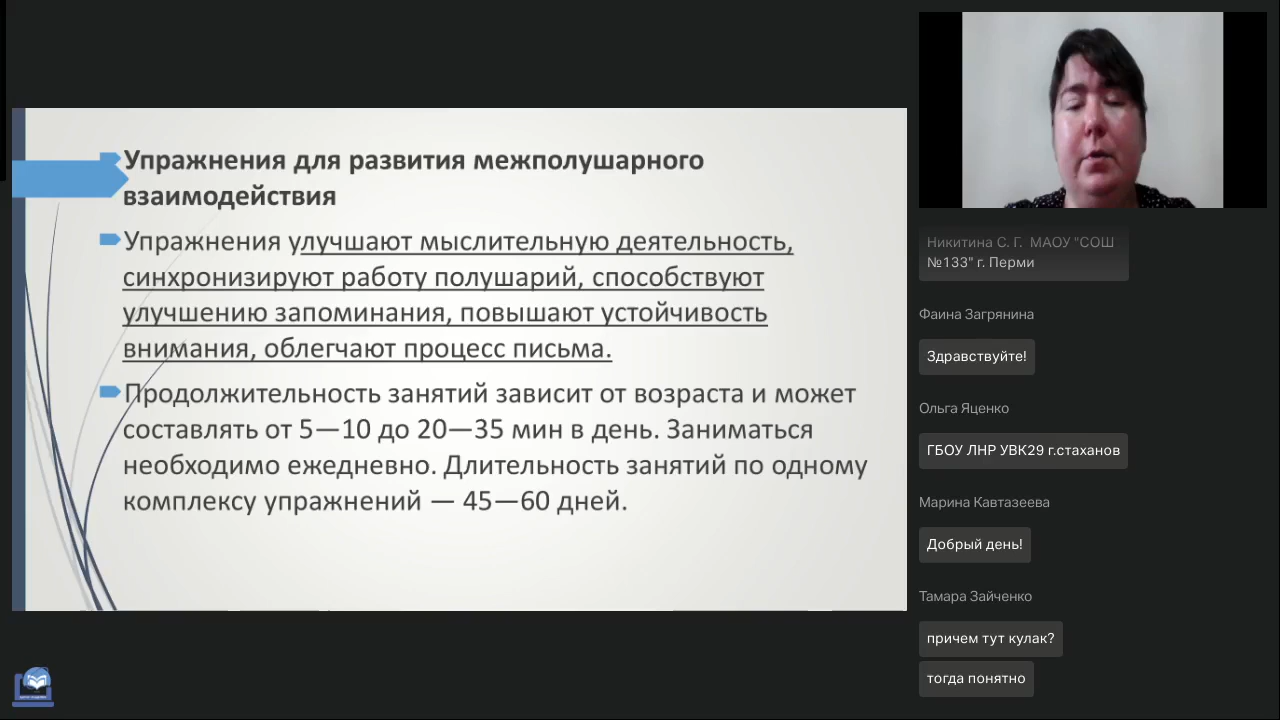 Упражнения для развития межполушарного
взаимодействия
Упражнения улучшают мыслительную деятельность,
синхронизируют работу полушарий, способствуют
улучшению запоминания, повышают устойчивость
внимания, облегчают процесс письма.
Продолжительность занятий зависит от возраста и может
составлять от 5—10 до 20—35 мин в день. Заниматься
необходимо ежедневно. Длительность занятий по одному
комплексу упражнений — 45—60 дней.
Никитина С. Г. МАОУ "СОШ
№133" г. Перми
Фаина Загрянина
Здравствуйте!
Ольга Яценко
ГБОУ ЛНР УВК29 г.стаханов
Марина Кавтазеева
Добрый день!
Тамара Зайченко
причем тут кулак?
тогда понятно